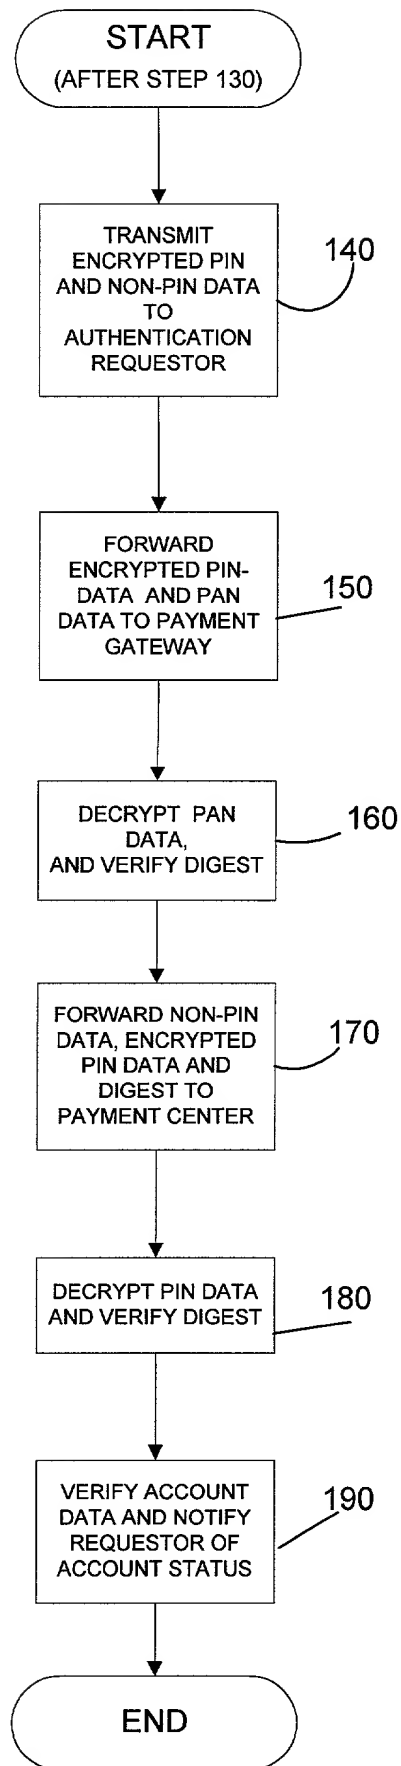 START
(AFTER STEP 130)
TRANSMIT
ENCRYPTED PIN
AND NON-PIN DATA
TO
AUTHENTICATION
REQUESTOR
140
FORWARD
ENCRYPTED PIN-
DATA AND PAN
DATA TO PAYMENT
GATEWAY
150
DECRYPT PAN
DATA,
AND VERIFY DIGEST
160
FORWARD NON-PIN
DATA, ENCRYPTED
PIN DATA AND
DIGEST TO
PAYMENT CENTER
170
DECRYPT PIN DATA
AND VERIFY DIGEST
180
VERIFY ACCOUNT
DATA AND NOTIFY
REQUESTOR OF
ACCOUNT STATUS
190
END